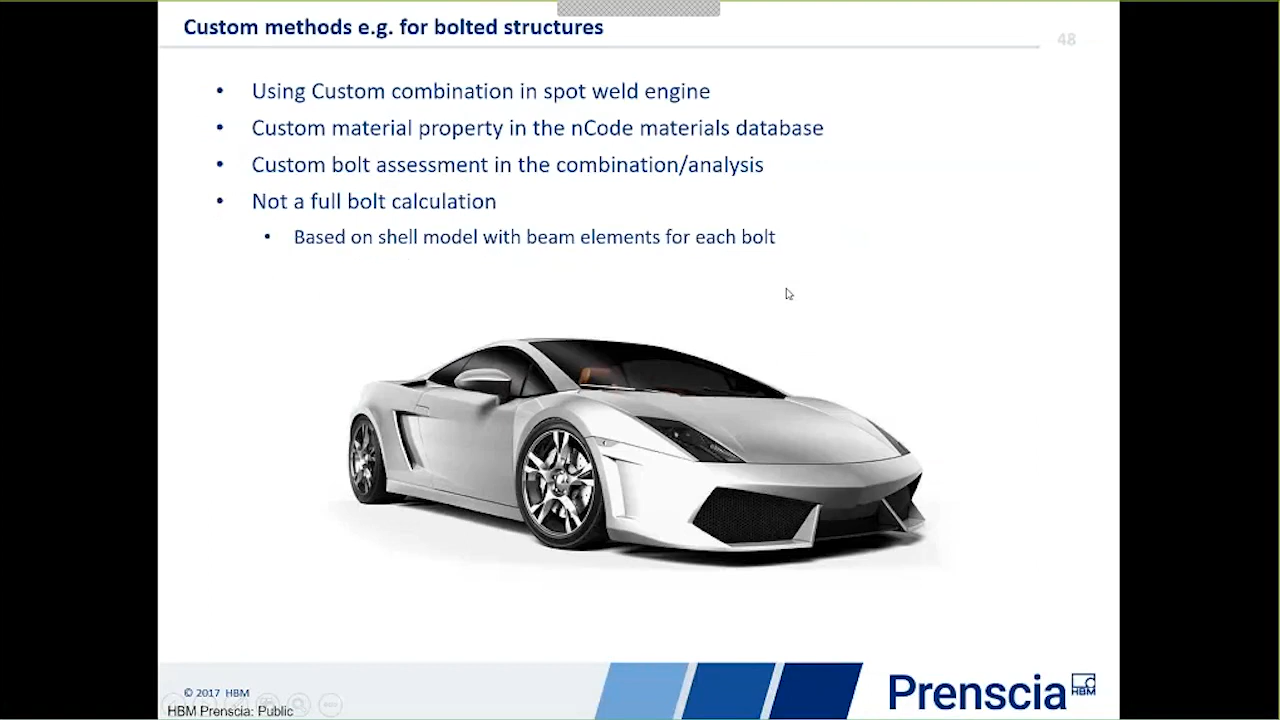 Custom methods e.g. for bolted structures
48
• Using Custom combination in spot weld engine
• Custom material property in the nCode materials database
• Custom bolt assessment in the combination/analysis
• Not a full bolt calculation
• Based on shell model with beam elements for each bolt
© 2017 HBM
HBM Prenscia: Public
Prenscia
HBM